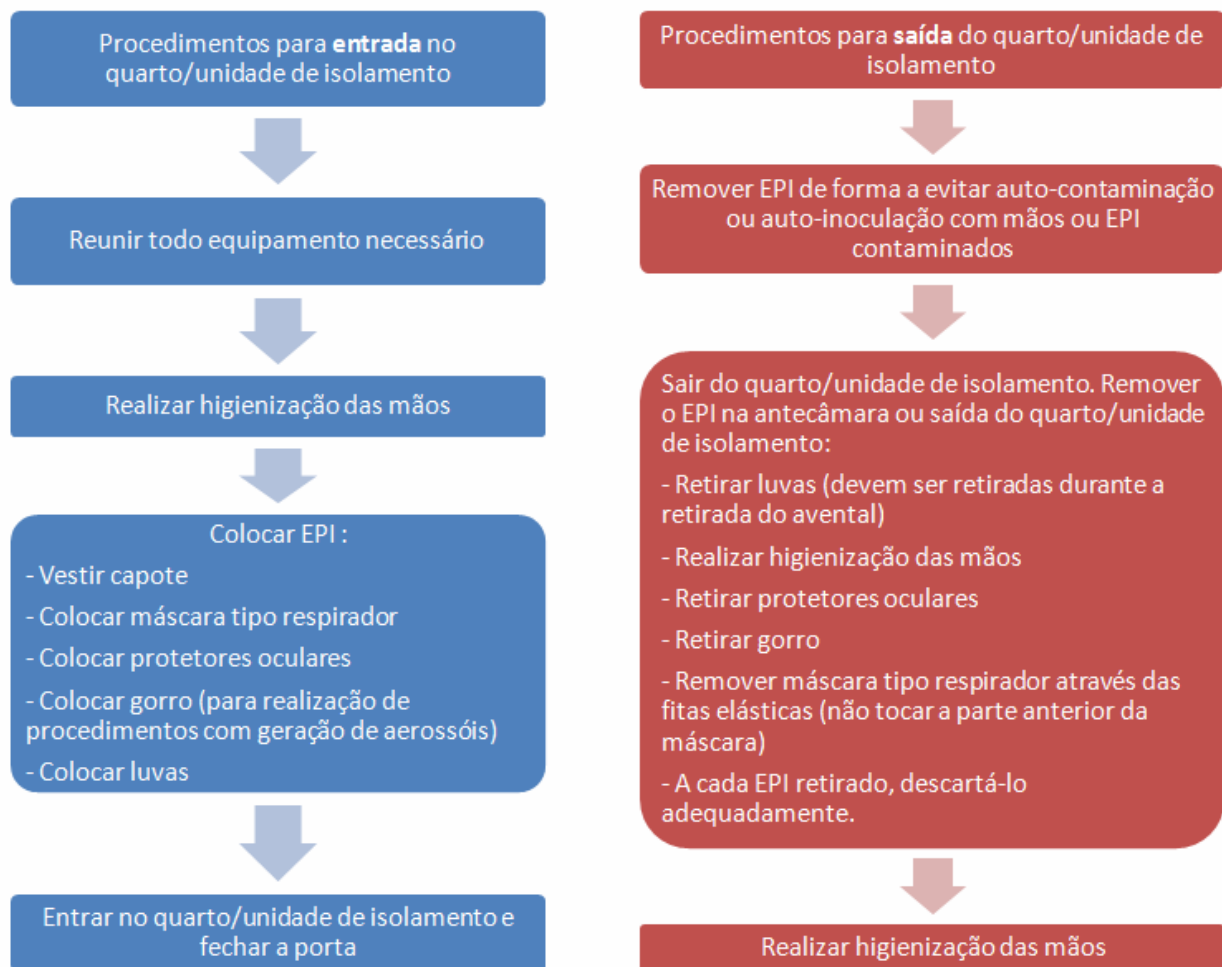 Procedimentos para entrada no
quarto/unidade de isolamento
Reunir todo equipamento necessário
Realizar higienização das mãos
Colocar EPI :
- Vestir capote
- Colocar máscara tipo respirador
- Colocar protetores oculares
- Colocar gorro (para realização de
procedimentos com geração de aerossóis)
- Colocar luvas
Entrar no quarto/unidade de isolamento e
fechar a porta
Procedimentos para saída do quarto/unidade de
isolamento
Remover EPI de forma a evitar auto-contaminação
ou auto-inoculação com mãos ou EPI
contaminados
Sair do quarto/unidade de isolamento. Remover
o EPI na antecâmara ou saída do quarto/unidade
de isolamento:
- Retirar luvas (devem ser retiradas durante a
retirada do avental)
- Realizar higienização das mãos
- Retirar protetores oculares
- Retirar gorro
- Remover máscara tipo respirador através das
fitas elásticas (não tocar a parte anterior da
máscara)
- A cada EPI retirado, descartá-lo
adequadamente.
Realizar higienização das mãos